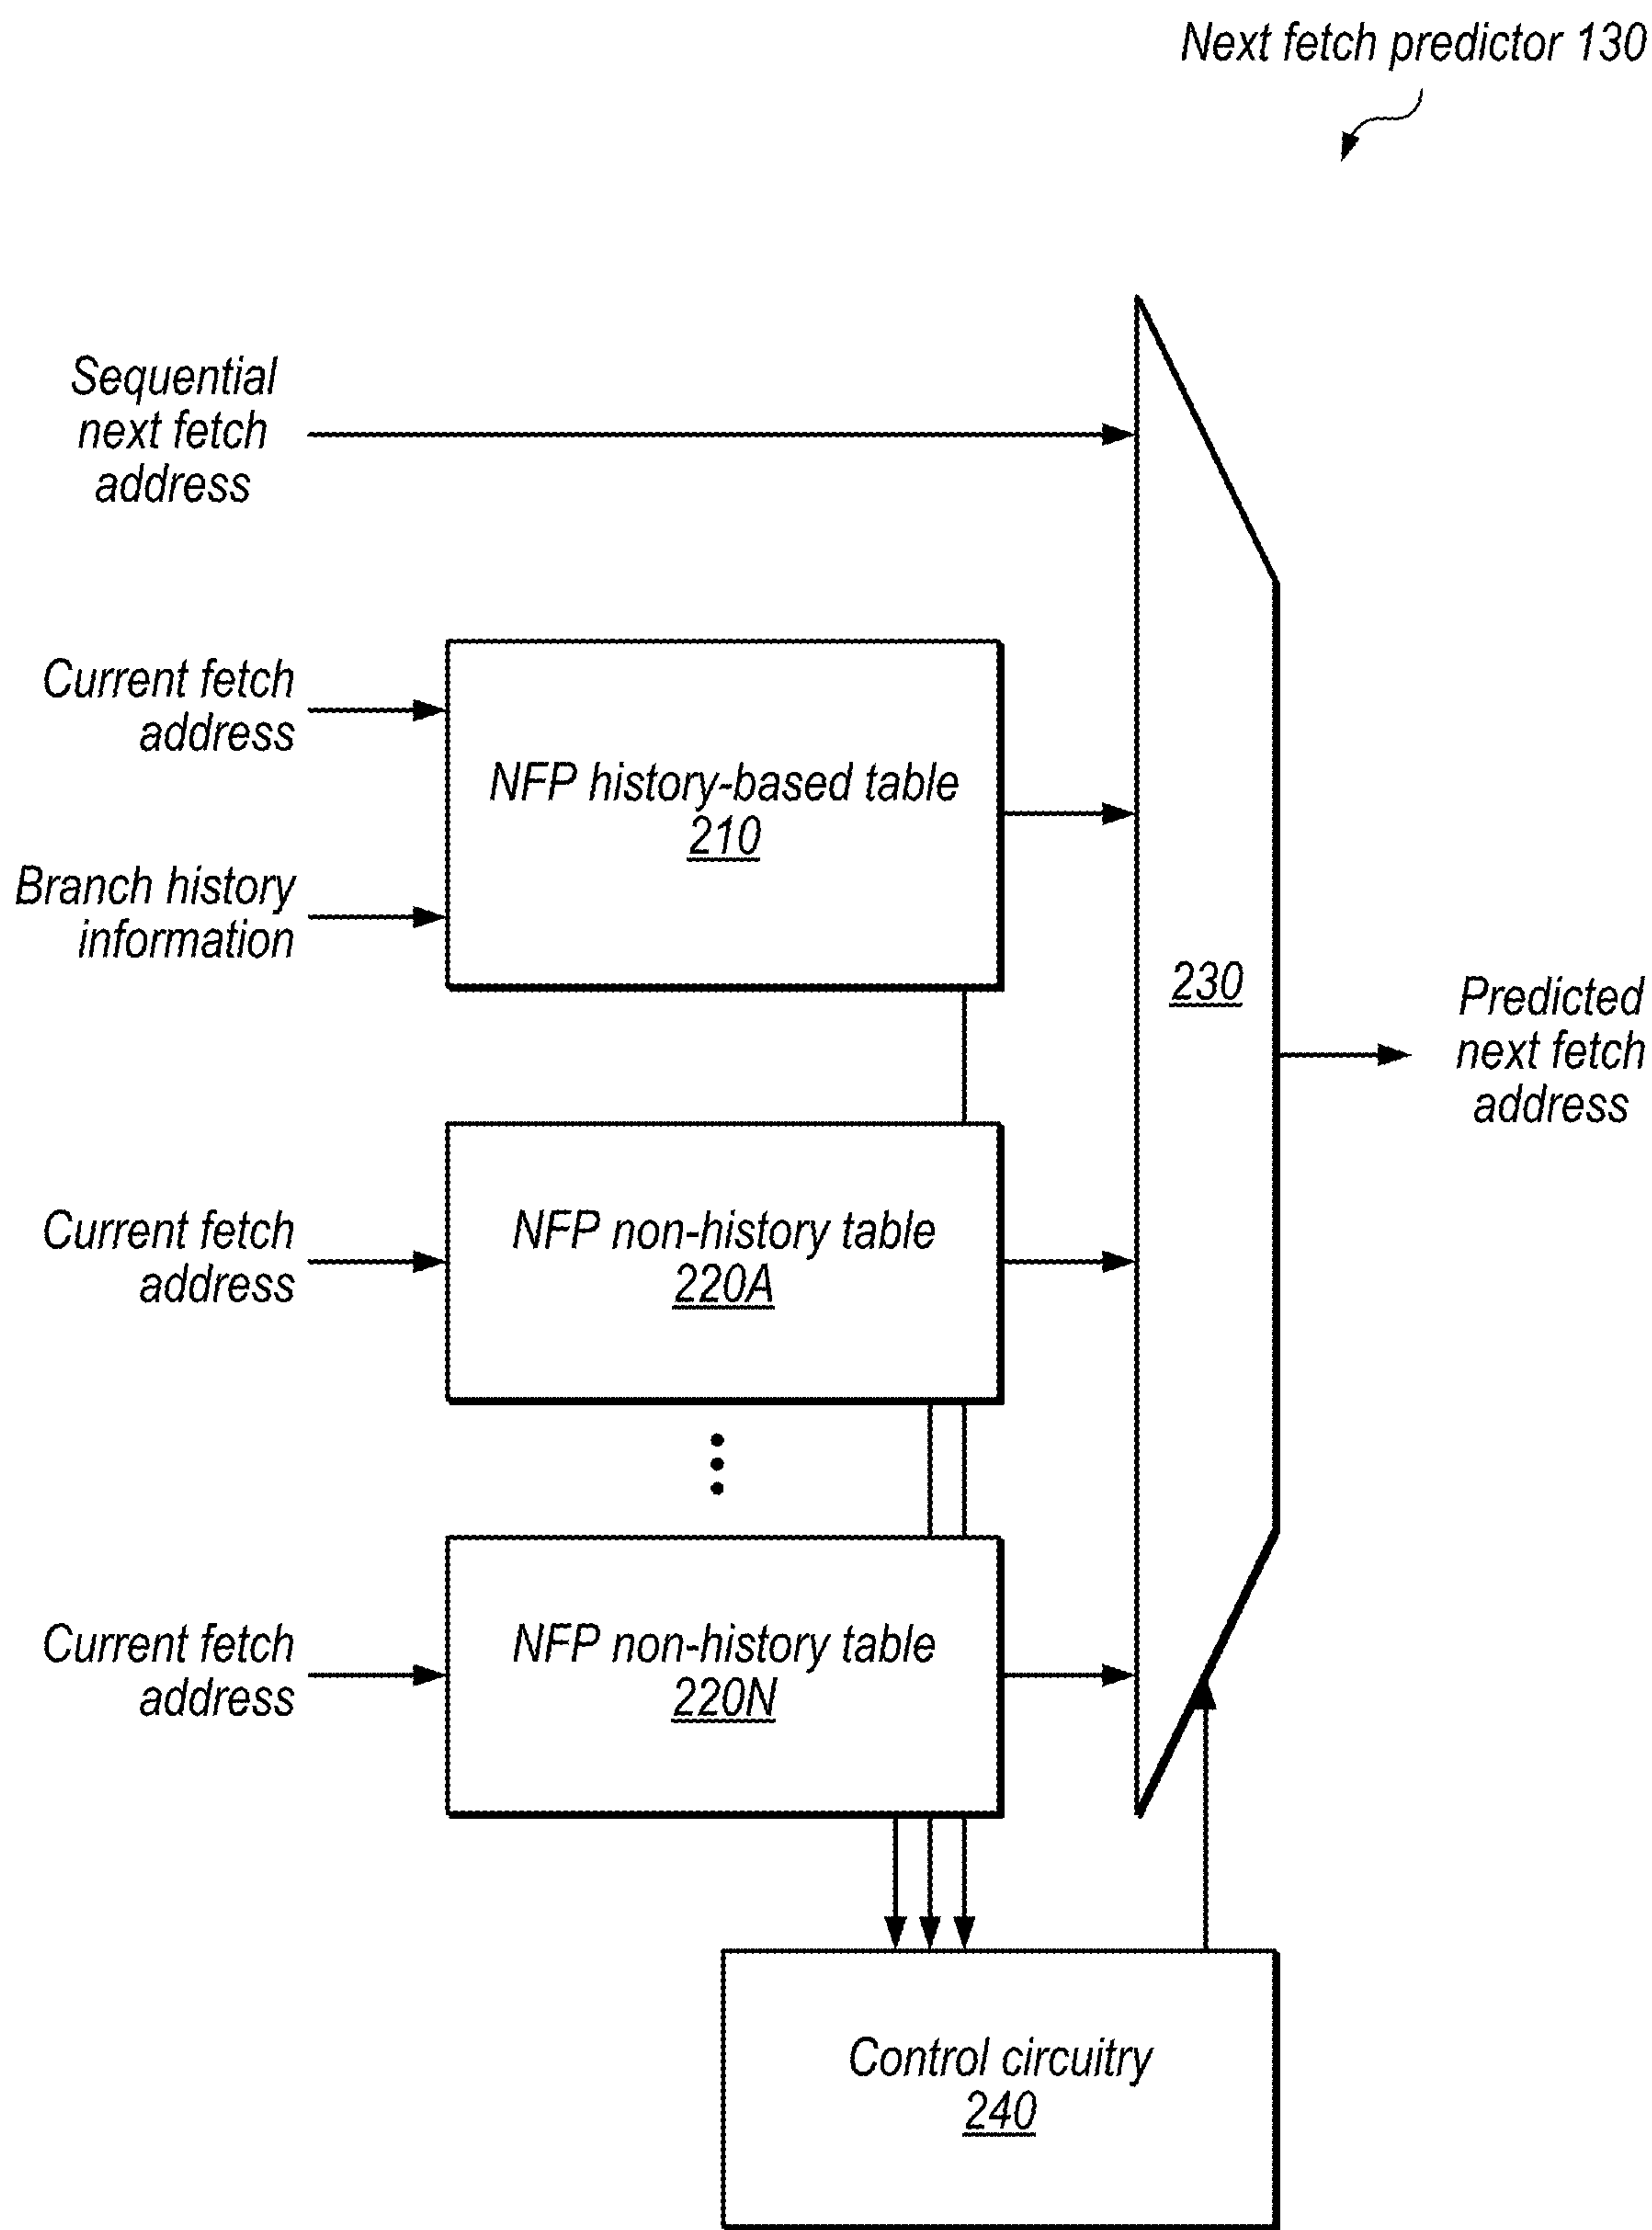 Next fetch predictor 130
Sequential
next fetch
address
Current fetch
address
NFP history-based table
210
Branch history
information
230
Predicted
next fetch
address
Current fetch
address
NFP non-history table
220A
Current fetch
address
NFP non-history table
220N
Control circuitry
240